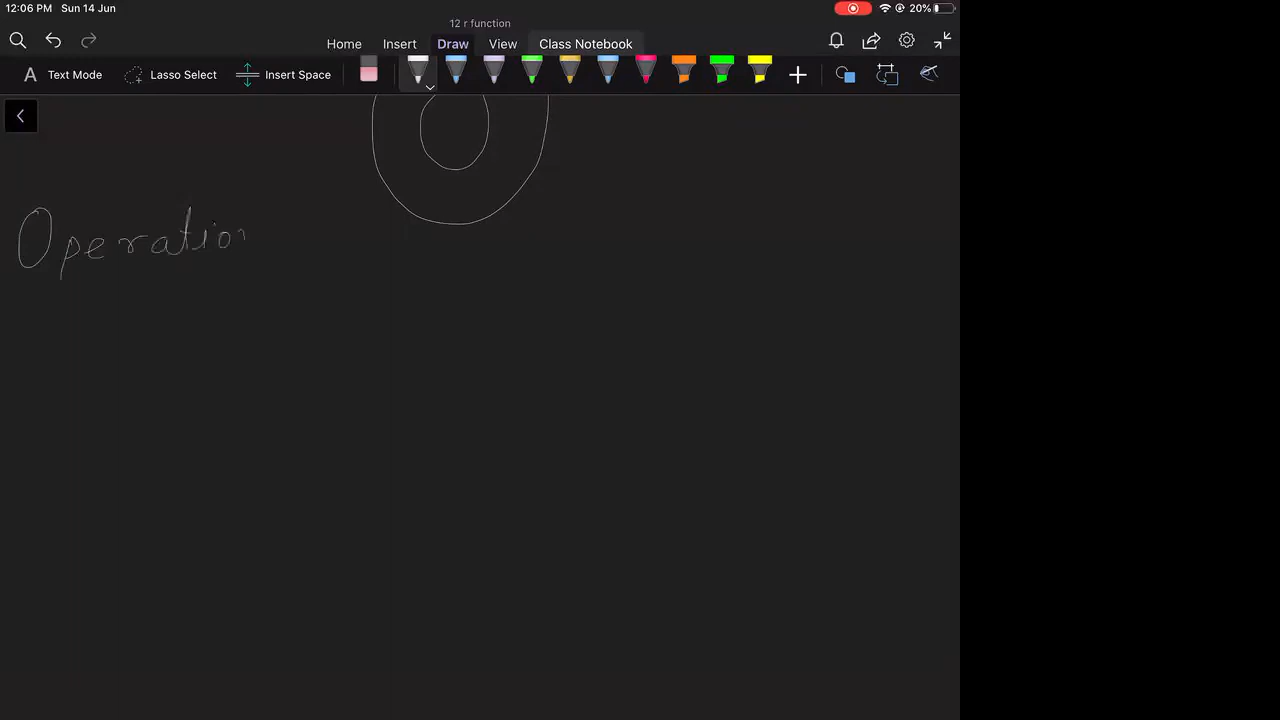 12:06 PM Sun 14 Jun
20%
12 r function
Home Insert Draw View Class Notebook
A Text Mode Lasso Select Insert Space
Operation